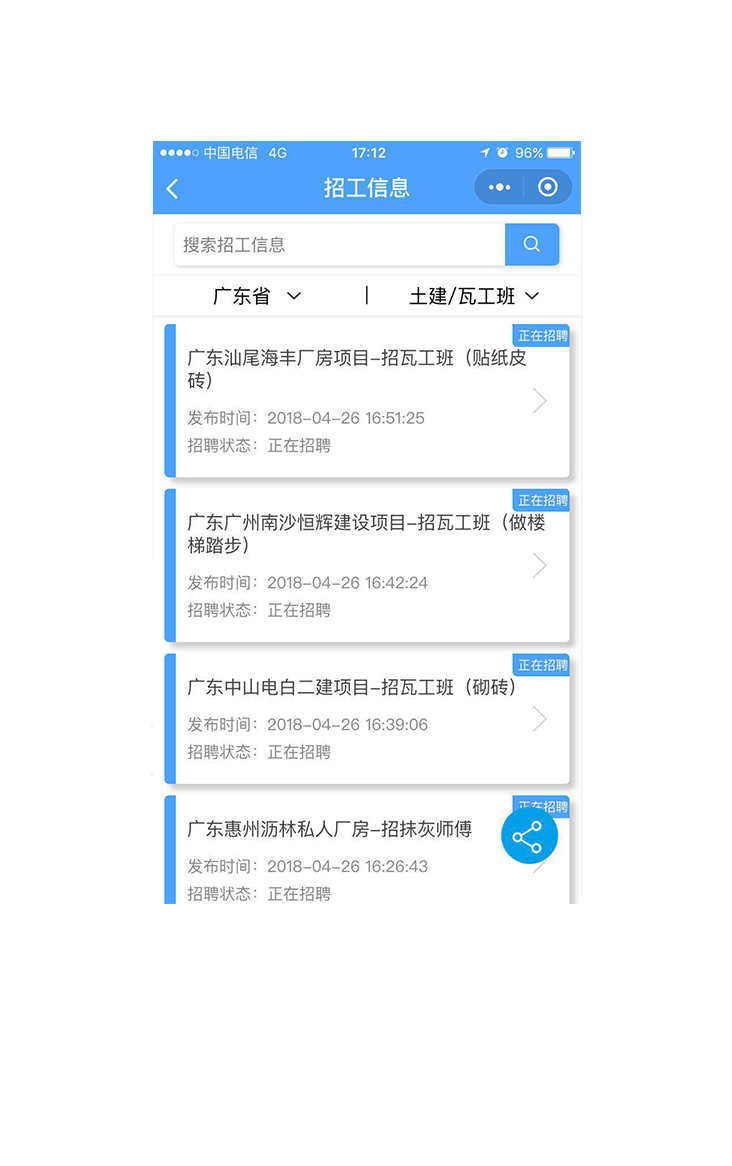 中国电信 4G 17:12 96%
招工信息
搜索招工信息
广东省 | 土建/瓦工班
正在招聘
广东汕尾海丰厂房项目-招瓦工班（贴纸皮
砖）
发布时间：2018-04-26 16:51:25
招聘状态：正在招聘
正在招聘
广东广州南沙恒辉建设项目-招瓦工班（做楼
梯踏步）
发布时间：2018-04-26 16:42:24
招聘状态：正在招聘
正在招聘
广东中山电白二建项目-招瓦工班（砌砖）
发布时间：2018-04-26 16:39:06
招聘状态：正在招聘
正在招聘
广东惠州沥林私人厂房-招抹灰师傅
发布时间：2018-04-26 16:26:43
招聘状态：正在招聘